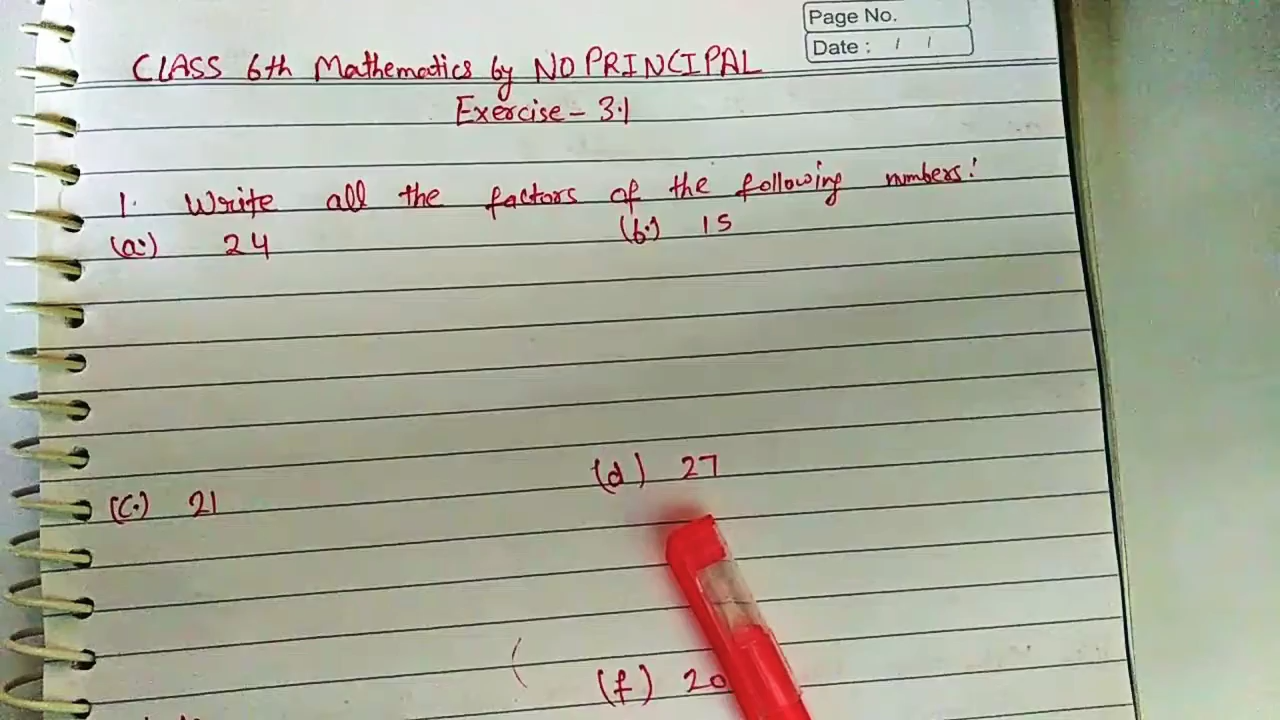 Page No.
Date : / /
CLASS 6th Mathematics by NO PRINCIPAL
Exercise - 3.1
1. Write all the factors of the following numbers:
(a.) 24 (b.) 15
(c.) 21 (d) 27
(f) 20